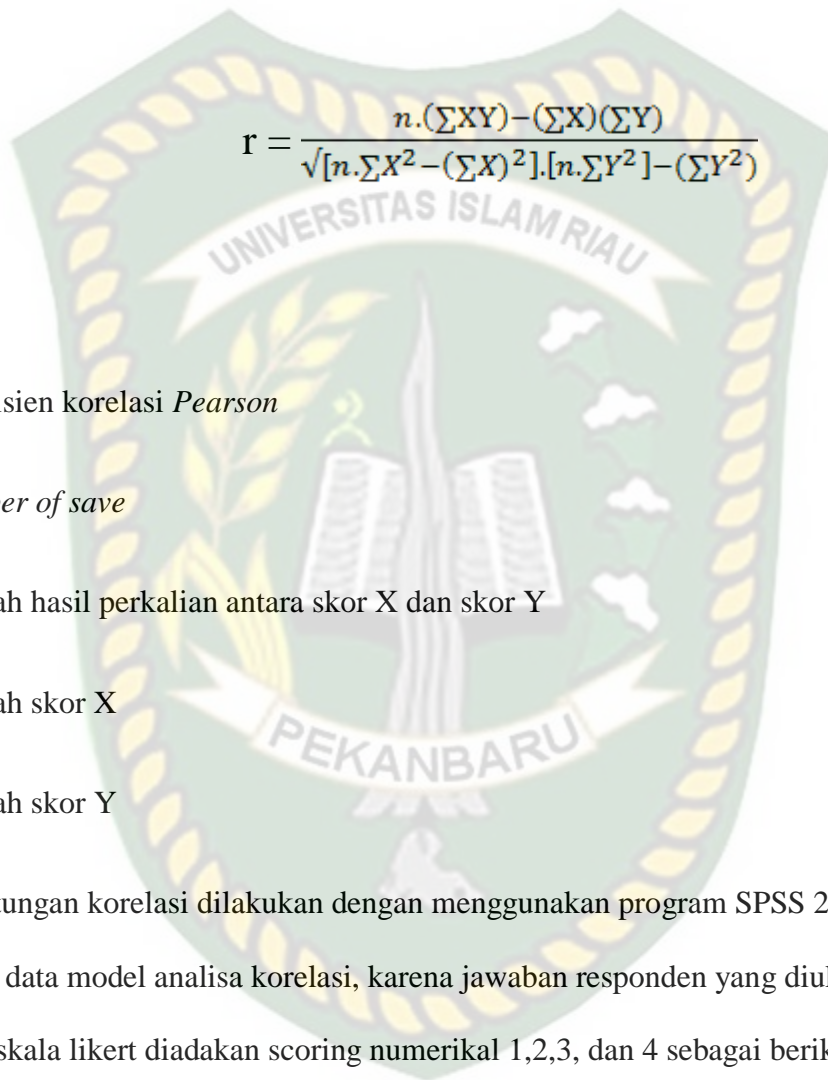 r = n.(∑XY)−(∑X)(∑Y) / √[n.∑X²−(∑X)²].[n.∑Y²]−(∑Y²)
UNIVERSITAS ISLAM RIAU
sien korelasi Pearson
er of save
ah hasil perkalian antara skor X dan skor Y
ah skor X
PEKANBARU
ah skor Y
tungan korelasi dilakukan dengan menggunakan program SPSS 2
data model analisa korelasi, karena jawaban responden yang diul
skala likert diadakan scoring numerikal 1,2,3, dan 4 sebagai berik